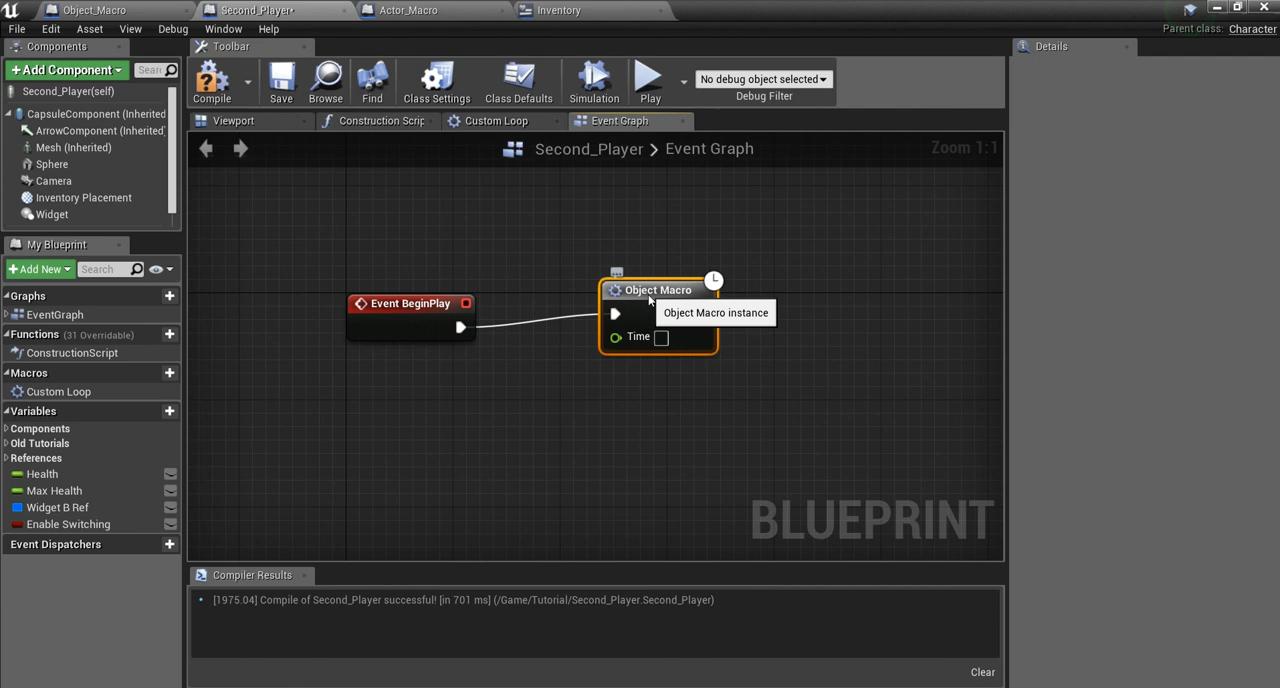 Object_Macro
Second_Player*
Actor_Macro
Inventory
File
Edit
Asset
View
Debug
Window
Help
Parent class: Character
Components
Toolbar
Details
+Add Component
Sear
Second_Player(self)
CapsuleComponent (Inherited
ArrowComponent (Inherited)
Mesh (Inherited)
Sphere
Camera
Inventory Placement
Widget
Compile
Save
Browse
Find
Class Settings
Class Defaults
Simulation
Play
No debug object selected
Debug Filter
Viewport
Construction Scrip
Custom Loop
Event Graph
Second_Player > Event Graph
Zoom 1:1
My Blueprint
+Add New
Search
Graphs
EventGraph
Functions (31 Overridable)
ConstructionScript
Macros
Custom Loop
Variables
Components
Old Tutorials
References
Health
Max Health
Widget B Ref
Enable Switching
Event Dispatchers
Event BeginPlay
Object Macro
Time
Object Macro instance
BLUEPRINT
Compiler Results
[1975.04] Compile of Second_Player successful! [in 701 ms] (/Game/Tutorial/Second_Player.Second_Player)
Clear